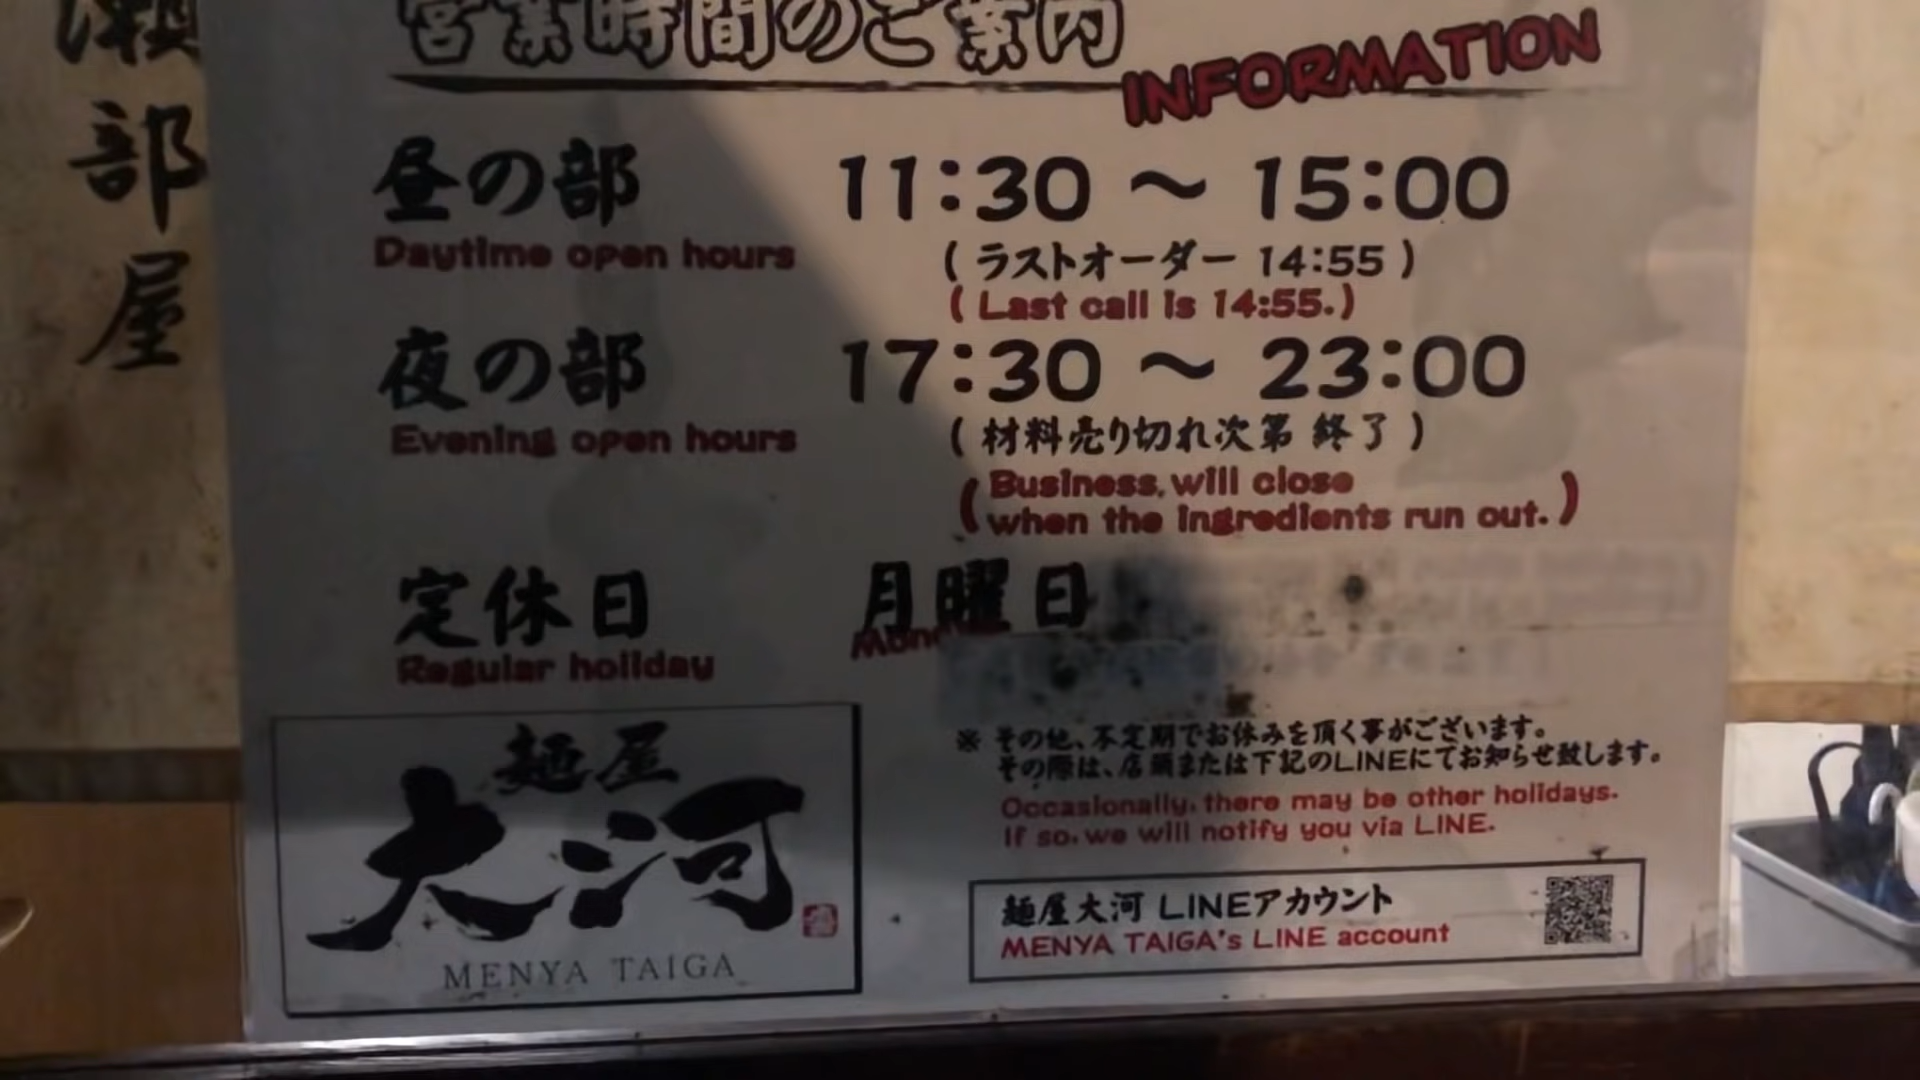 営業時間のご案内
INFORMATION
昼の部 11:30 ～ 15:00
Daytime open hours
( ラストオーダー 14:55 )
( Last call is 14:55. )
夜の部 17:30 ～ 23:00
Evening open hours
( 材料売り切れ次第 終了 )
( Business, will close
when the ingredients run out. )
定休日 月曜日
Regular holiday
※ その他、不定期でお休みを頂く事がございます。
その際は、店頭または下記のLINEにてお知らせ致します。
Occasionally, there may be other holidays.
If so, we will notify you via LINE.
麺屋
大河
MENYA TAIGA
麺屋大河 LINEアカウント
MENYA TAIGA's LINE account
瀬部屋